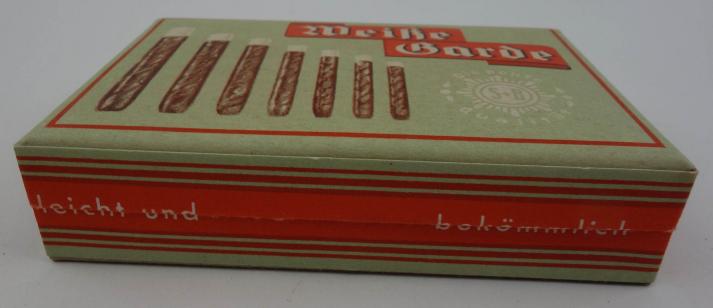 Weiße
Garde
S·B
leicht und bekömmlich